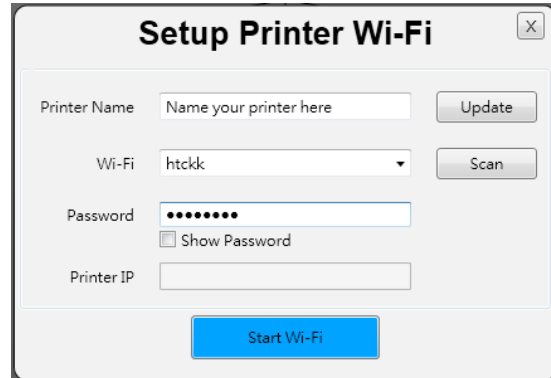 Setup Printer Wi-Fi
X
Printer Name
Name your printer here
Update
Wi-Fi
htckk
Scan
Password
••••••••
Show Password
Printer IP
Start Wi-Fi